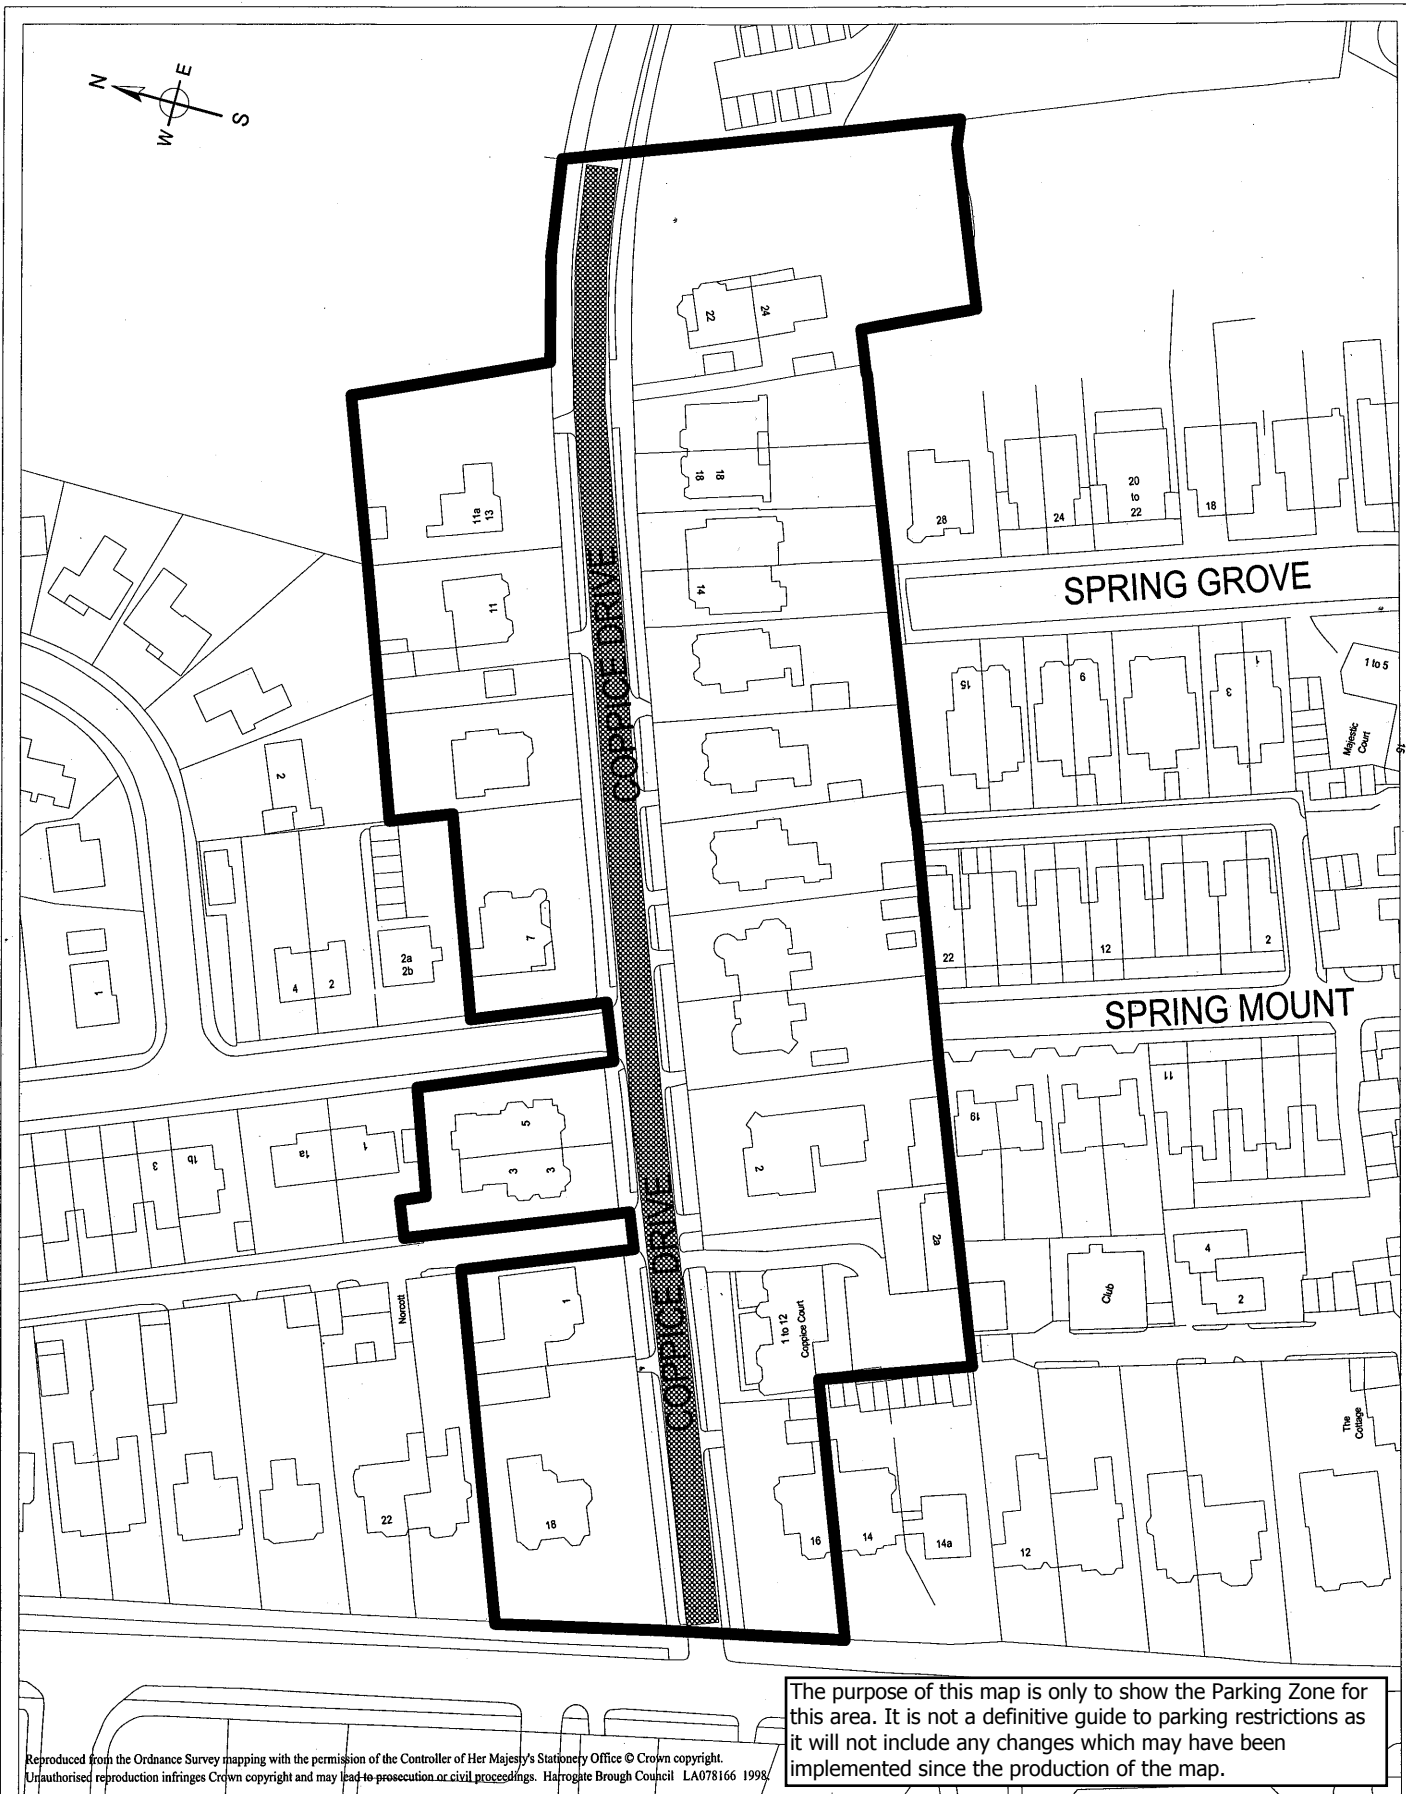 N
E
W
S
22
24
18
18
11a
13
28
24
20
to
22
18
14
11
SPRING GROVE
COPPICE DRIVE
1 to 5
15
9
3
1
Majestic
Court
15
2
7
2a
2b
4
2
1
22
12
2
SPRING MOUNT
3
1b
1a
1
5
3
3
2
19
11
COPPICE DRIVE
2a
4
2
Club
Norcott
1
1 to 12
Coppice Court
The
Cottage
22
18
16
14
14a
12
The purpose of this map is only to show the Parking Zone for
this area. It is not a definitive guide to parking restrictions as
it will not include any changes which may have been
implemented since the production of the map.
Reproduced from the Ordnance Survey mapping with the permission of the Controller of Her Majesty's Stationery Office © Crown copyright.
Unauthorised reproduction infringes Crown copyright and may lead to prosecution or civil proceedings. Harrogate Brough Council LA078166 1998.